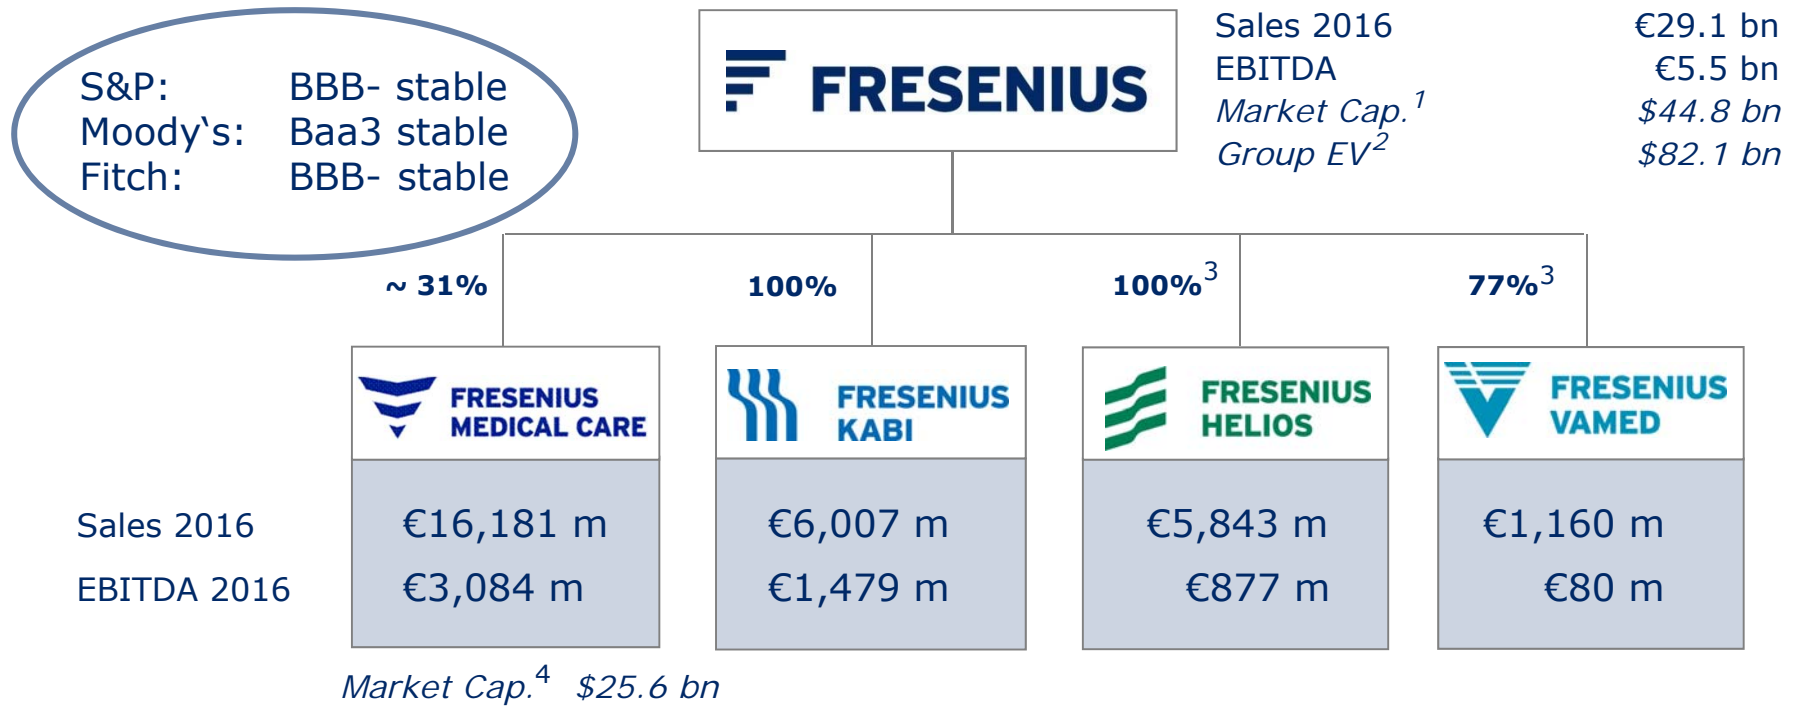 S&P: BBB- stable
Moody‘s: Baa3 stable
Fitch: BBB- stable
FRESENIUS
Sales 2016 €29.1 bn
EBITDA €5.5 bn
Market Cap.1 $44.8 bn
Group EV2 $82.1 bn
~ 31% 100% 100%3 77%3
FRESENIUS
MEDICAL CARE
FRESENIUS
KABI
FRESENIUS
HELIOS
FRESENIUS
VAMED
Sales 2016 €16,181 m €6,007 m €5,843 m €1,160 m
EBITDA 2016 €3,084 m €1,479 m €877 m €80 m
Market Cap.4 $25.6 bn